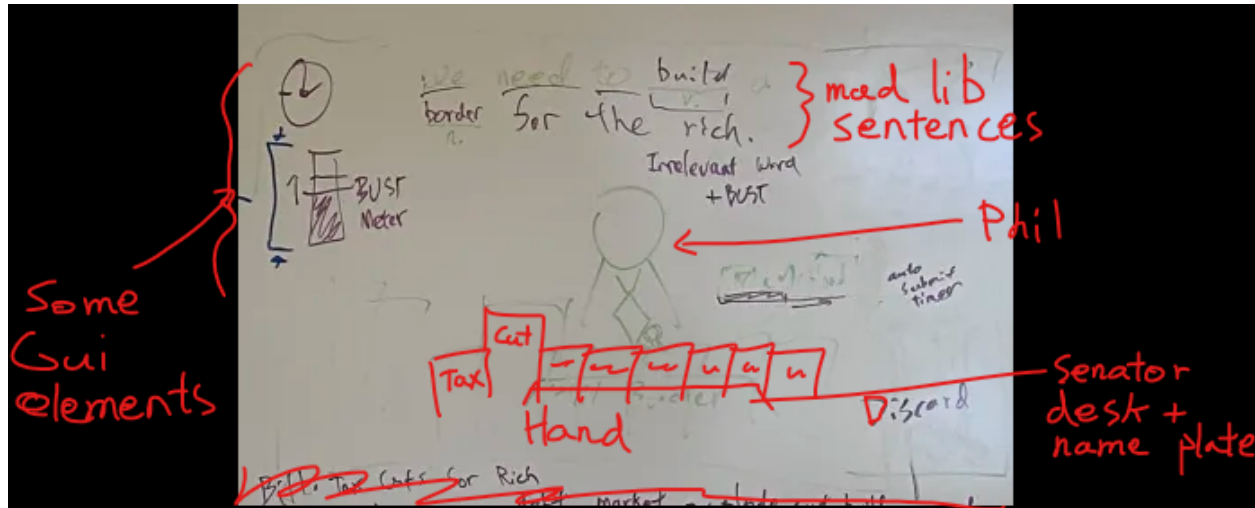 we need to build a
v.
border for the rich.
n.
} mad lib
sentences
Irrelevant word
+ BUST
BUST
Meter
Phil
auto
submit
timer
Some
Gui
elements
Cut
Tax
Hand
Discard
Senator
desk +
name plate
Tax Cuts for Rich
market